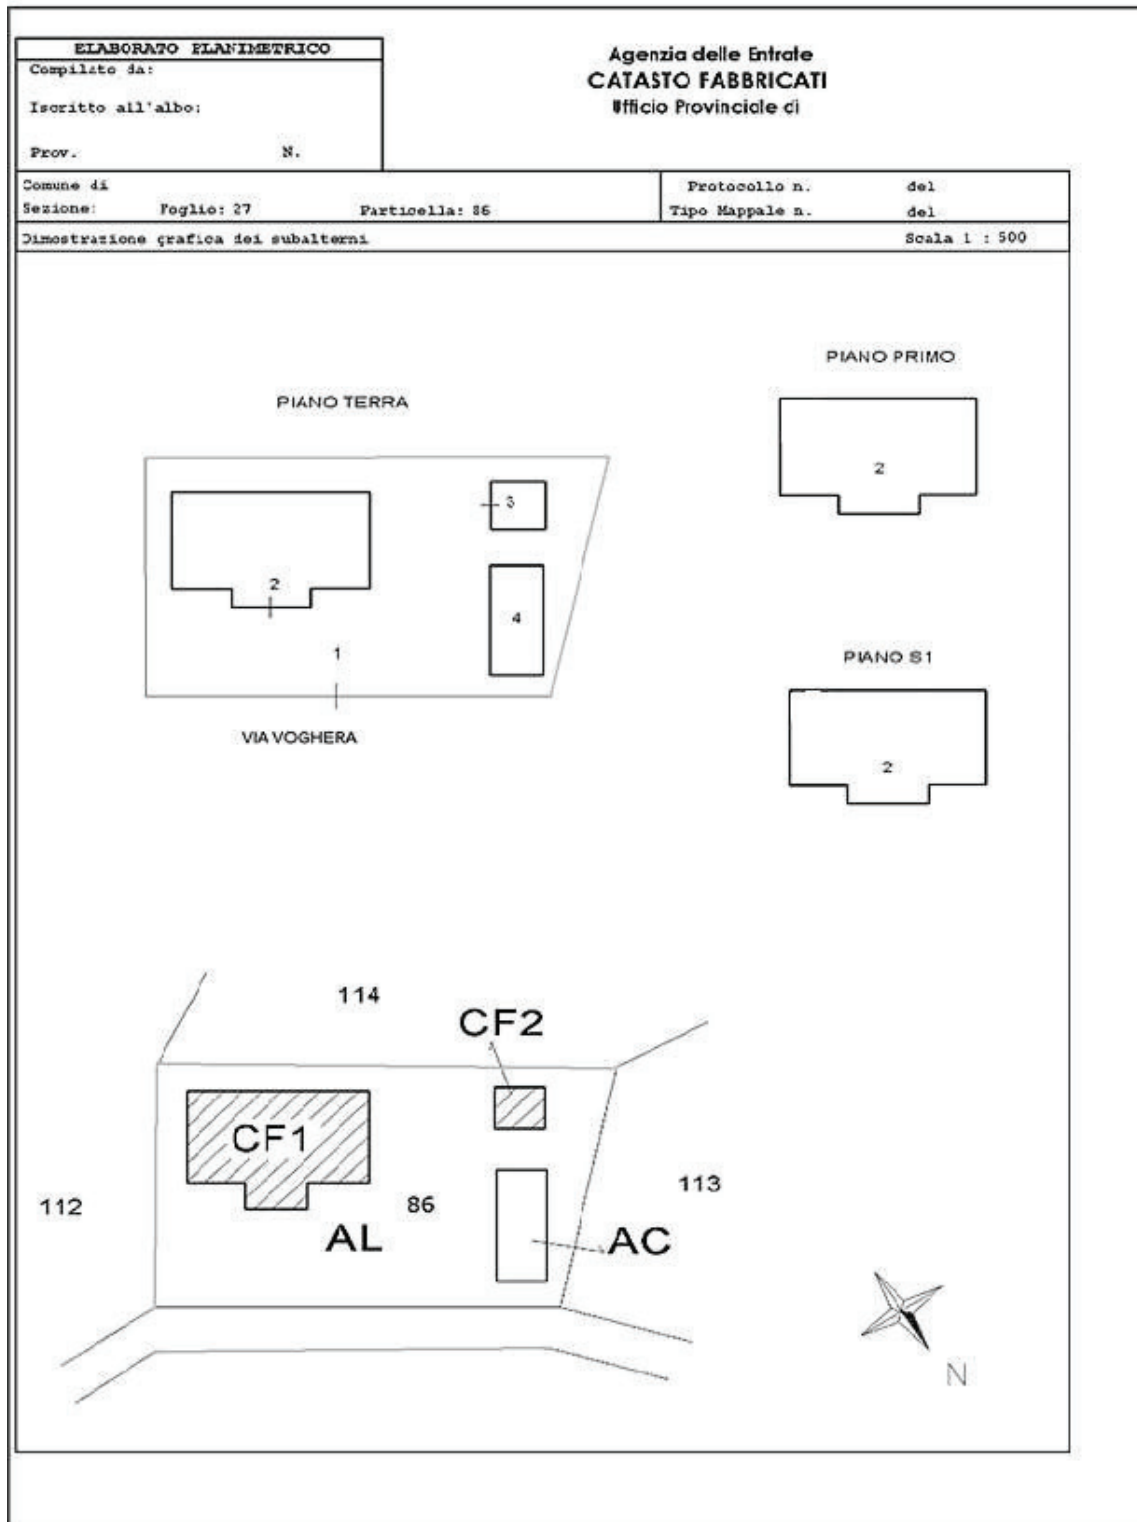 ELABORATO PLANIMETRICO
Compilato da:
Iscritto all'albo:
Prov. N.
Agenzia delle Entrate
CATASTO FABBRICATI
Ufficio Provinciale di
Comune di
Sezione: Foglio: 27 Particella: 86
Protocollo n. del
Tipo Mappale n. del
Dimostrazione grafica dei subalterni Scala 1 : 500
PIANO PRIMO
2
PIANO TERRA
3
2
4
1
VIA VOGHERA
PIANO S1
2
114
CF2
CF1
112
86
113
AL
AC
N